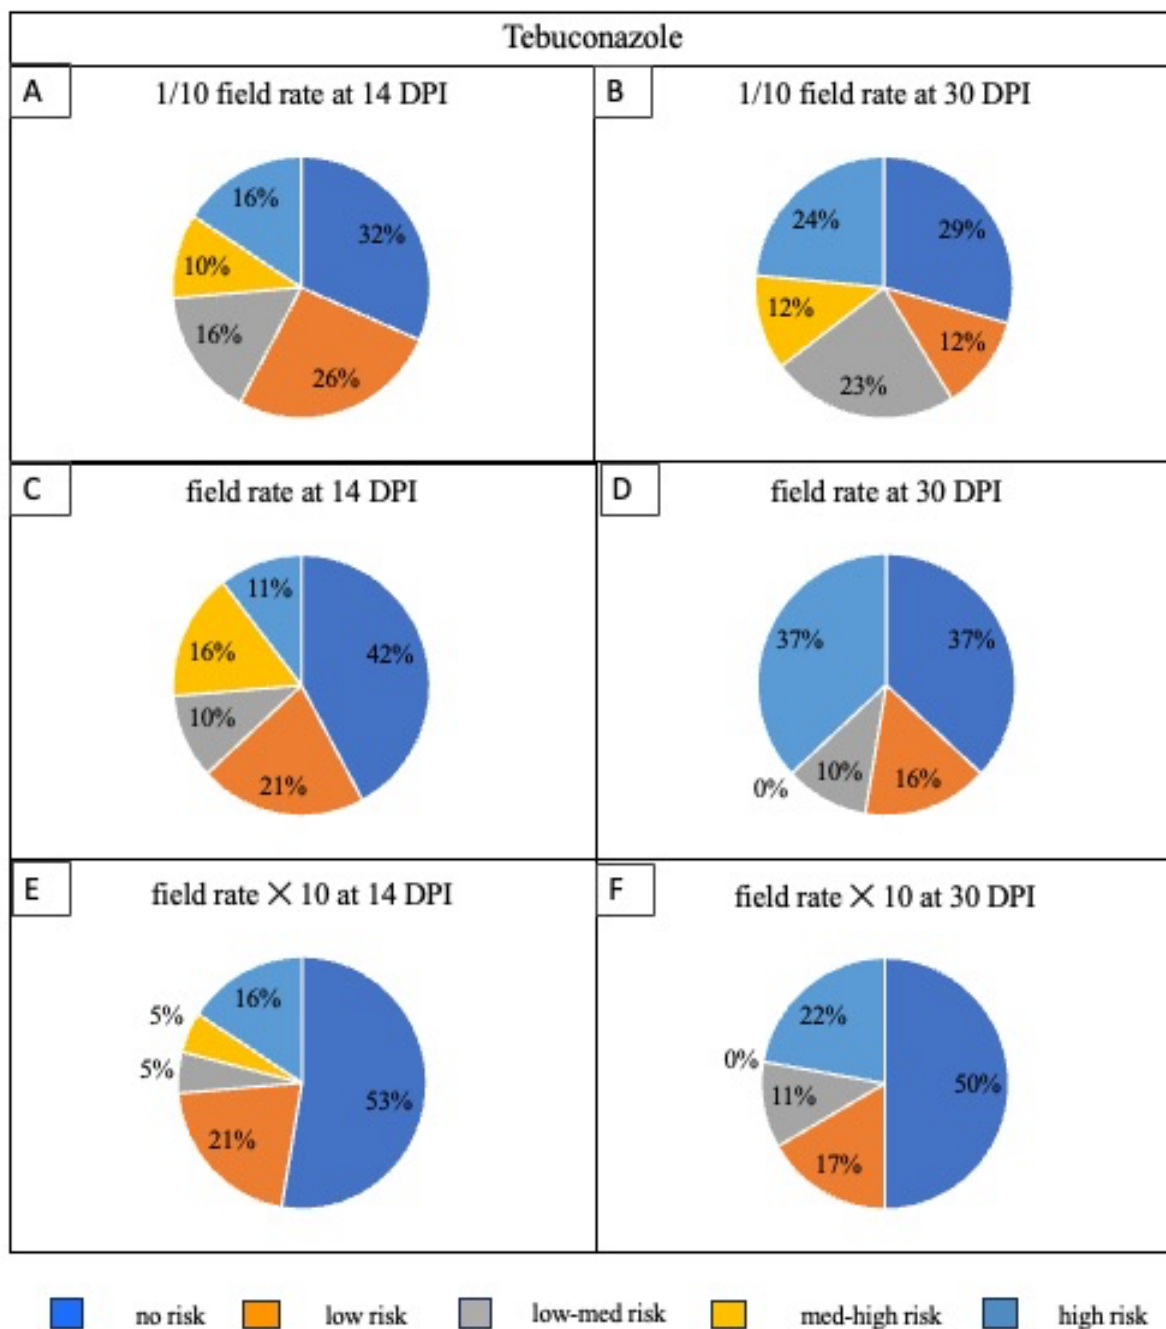 Tebuconazole
A
1/10 field rate at 14 DPI
16%
32%
10%
16%
26%
B
1/10 field rate at 30 DPI
24%
29%
12%
12%
23%
C
field rate at 14 DPI
11%
42%
16%
10%
21%
D
field rate at 30 DPI
37%
37%
10%
16%
0%
E
field rate × 10 at 14 DPI
16%
5%
5%
53%
21%
F
field rate × 10 at 30 DPI
22%
0%
50%
11%
17%
no risk
low risk
low-med risk
med-high risk
high risk